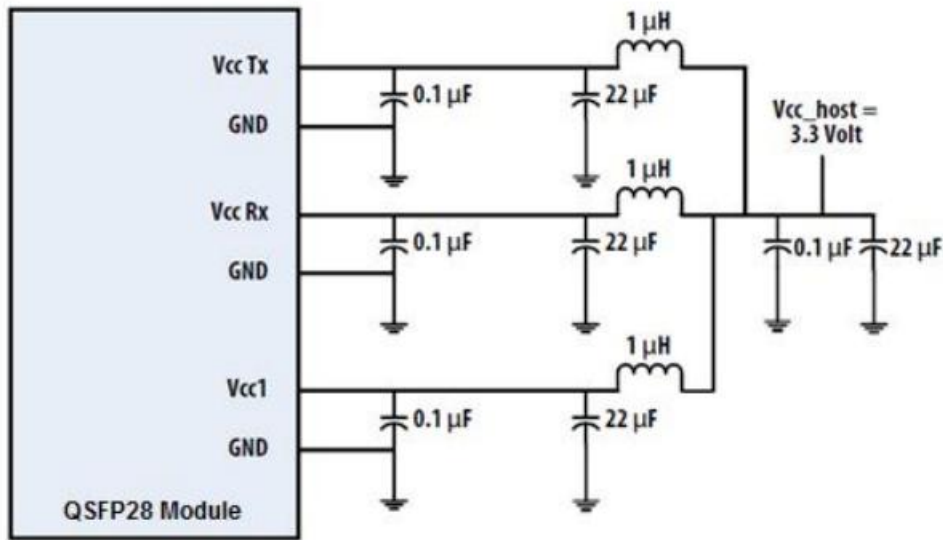 1 μH
Vcc Tx
0.1 μF
22 μF
GND
Vcc_host =
3.3 Volt
1 μH
Vcc Rx
0.1 μF
22 μF
0.1 μF
22 μF
GND
1 μH
Vcc1
0.1 μF
22 μF
GND
QSFP28 Module